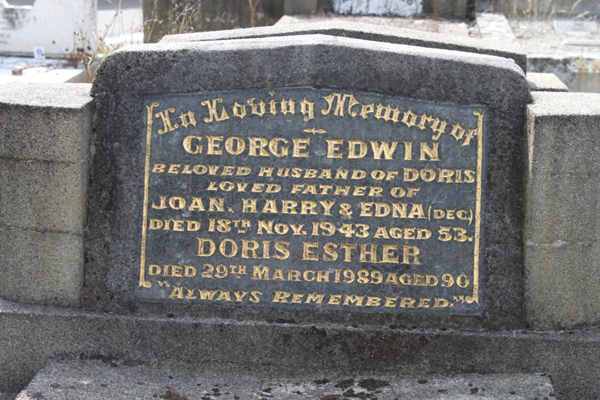 In Loving Memory of
GEORGE EDWIN
BELOVED HUSBAND OF DORIS
LOVED FATHER OF
JOAN, HARRY & EDNA (DEC.)
DIED 18TH NOV. 1943 AGED 53.
DORIS ESTHER
DIED 29TH MARCH 1989 AGED 90
"ALWAYS REMEMBERED."